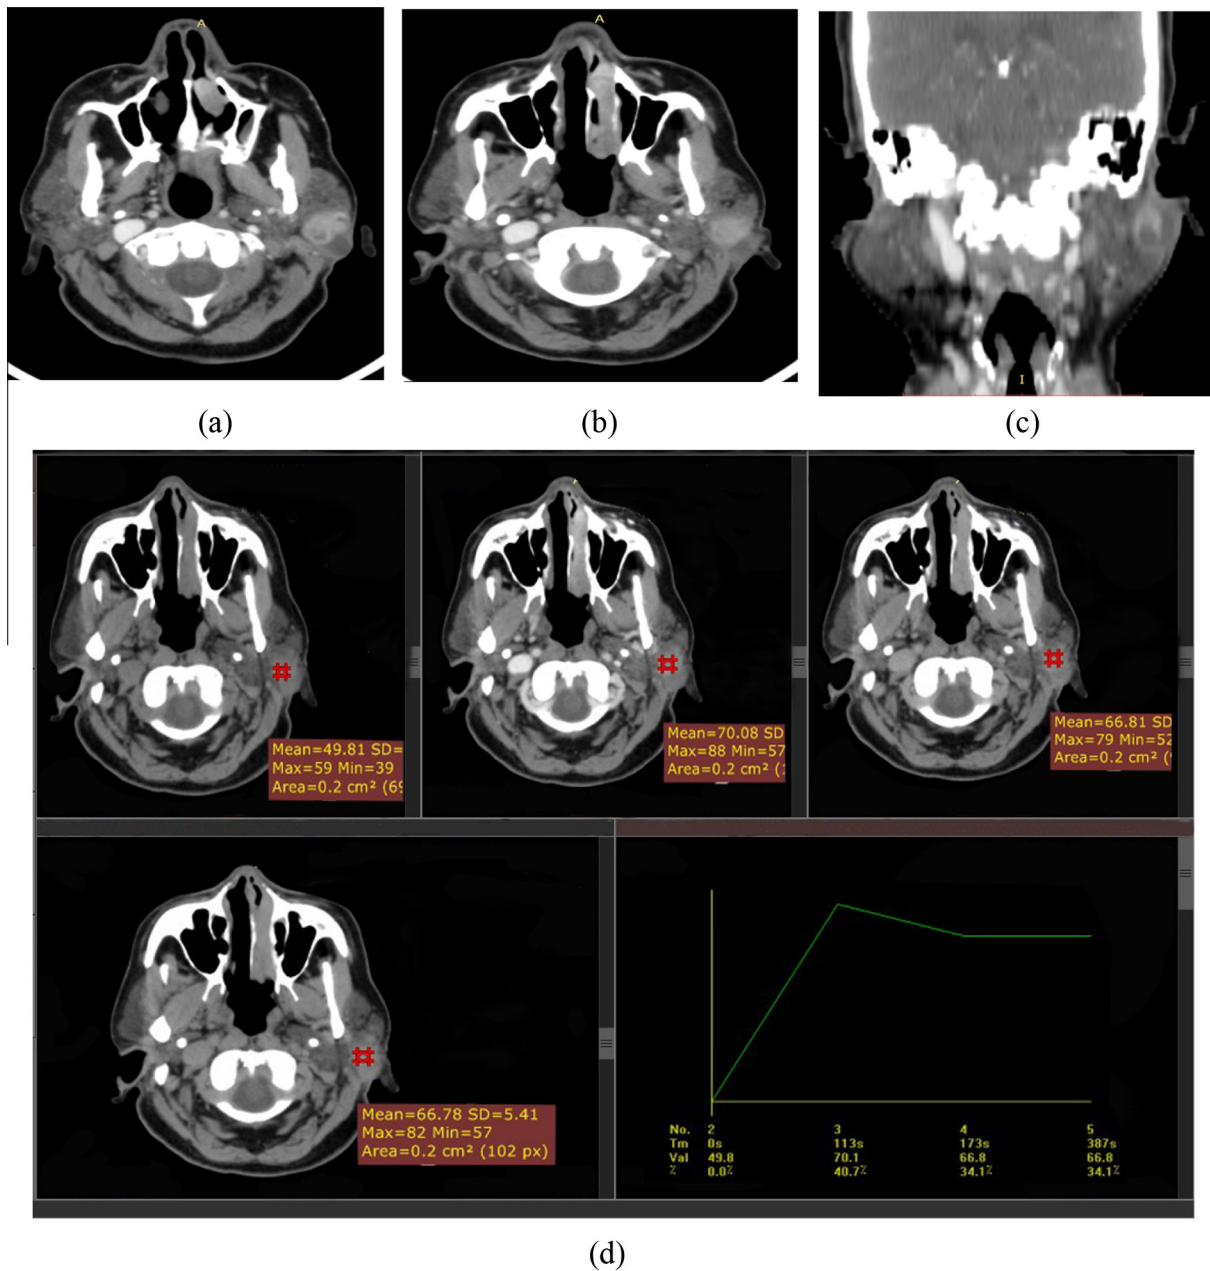 A
A
I
(a)
(b)
(c)
Mean=49.81 SD=
Max=59 Min=39
Area=0.2 cm² (69
Mean=70.08 SD
Max=88 Min=57
Area=0.2 cm² (
Mean=66.81 SD
Max=79 Min=52
Area=0.2 cm² (
Mean=66.78 SD=5.41
Max=82 Min=57
Area=0.2 cm² (102 px)
No. 2 3 4 5
Tm 0s 113s 173s 387s
Val 49.8 70.1 66.8 66.8
% 0.0% 40.7% 34.1% 34.1%
(d)